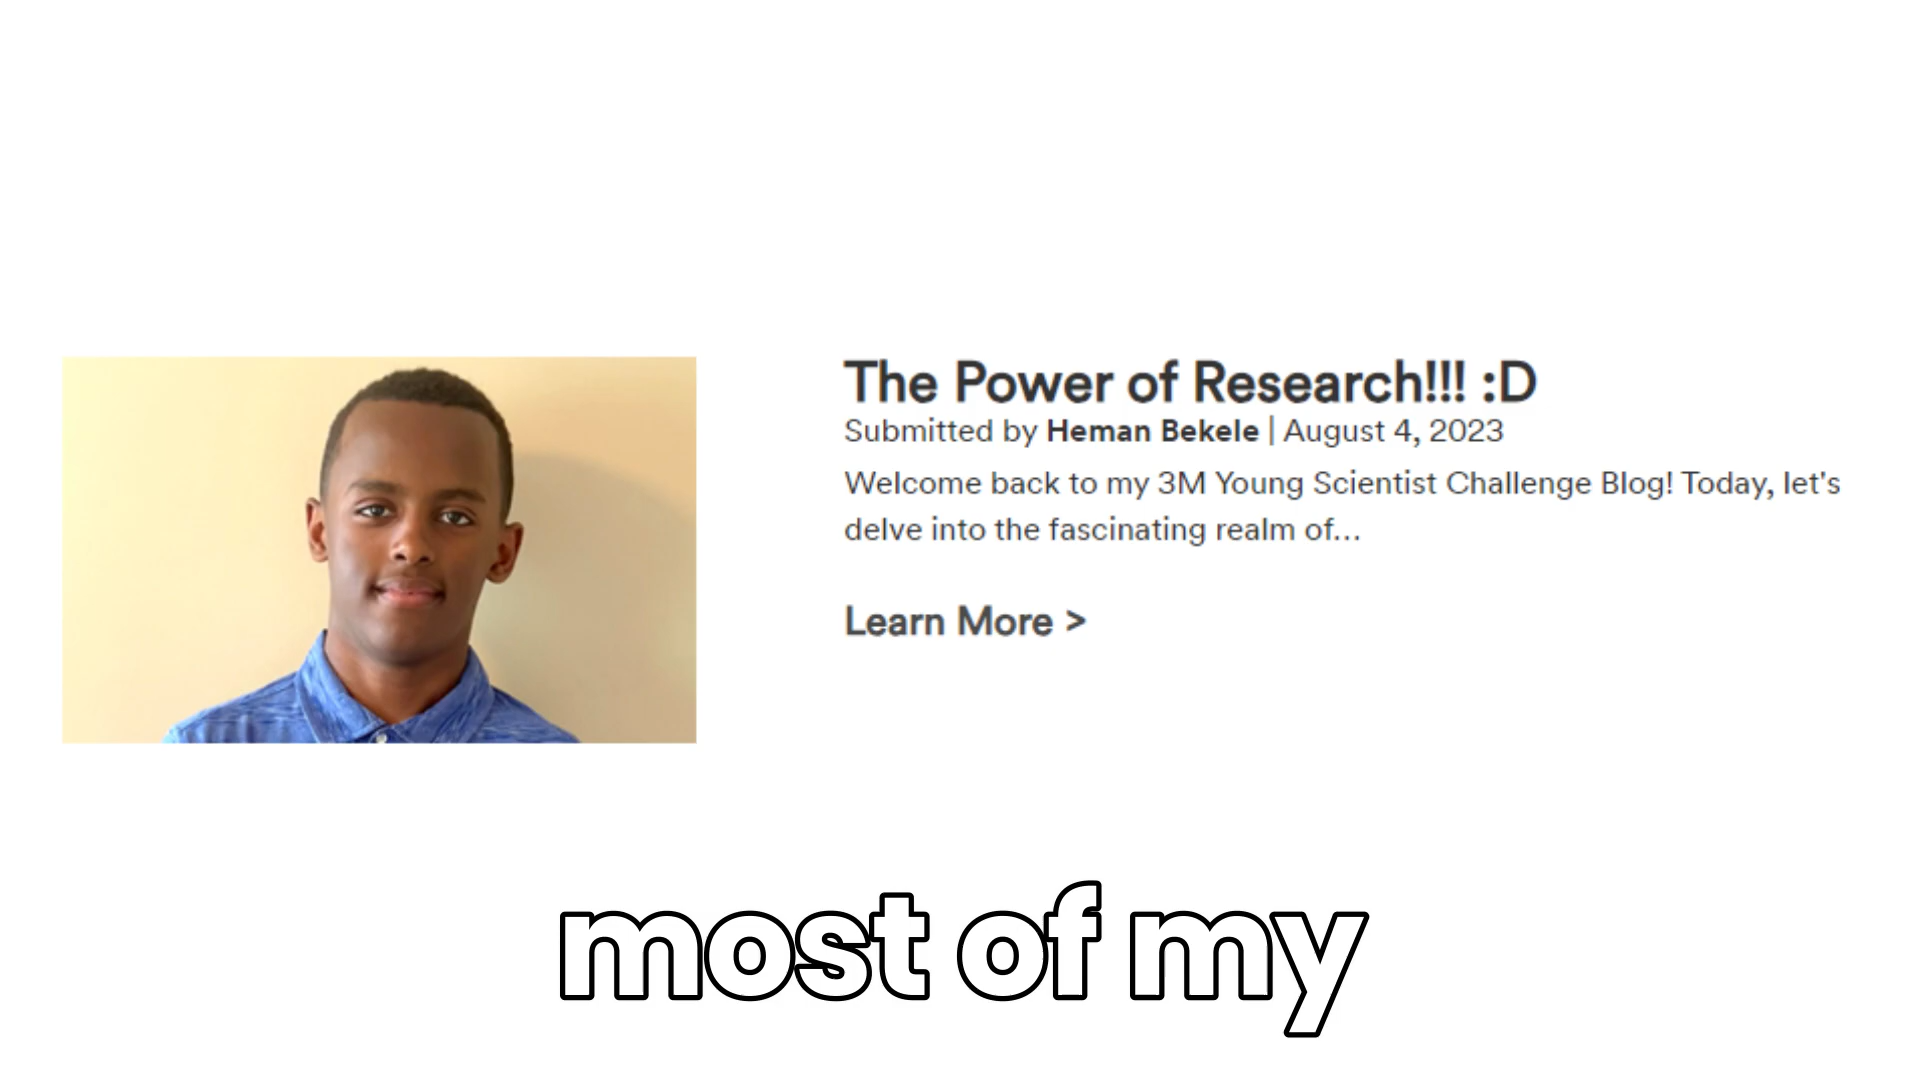 The Power of Research!!! :D
Submitted by Heman Bekele | August 4, 2023
Welcome back to my 3M Young Scientist Challenge Blog! Today, let's
delve into the fascinating realm of...
Learn More >
most of my